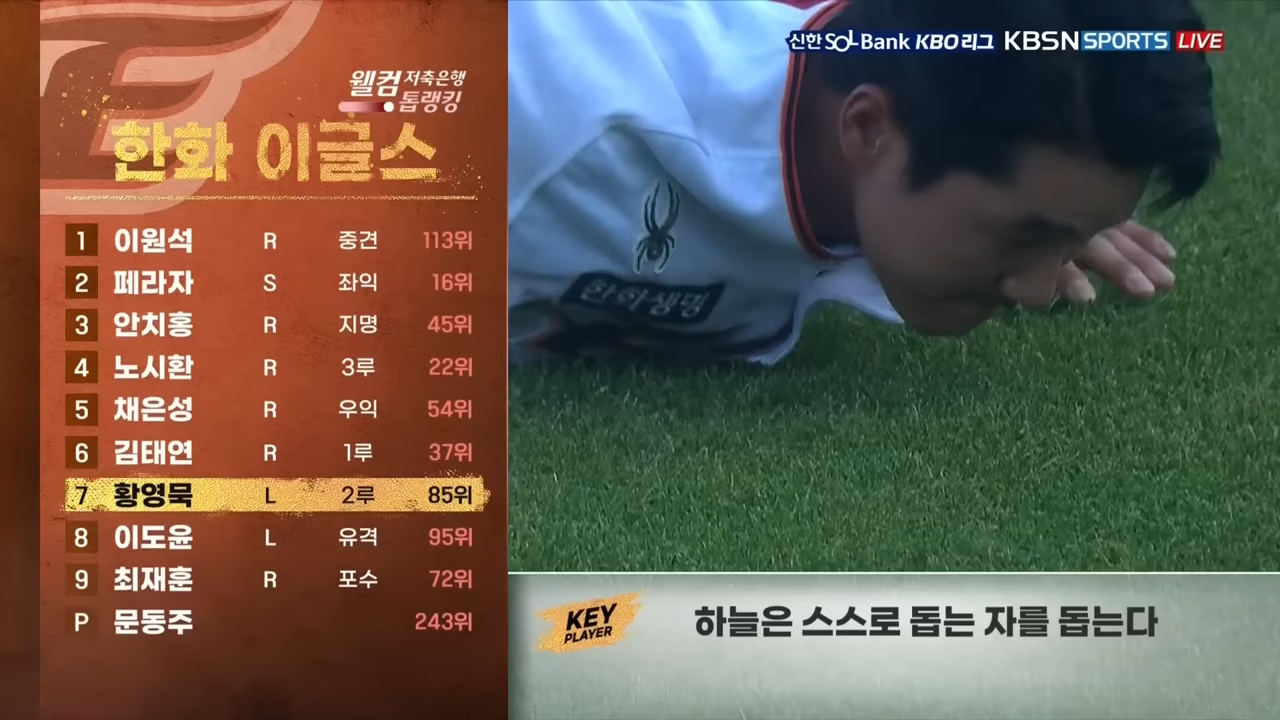 웰컴 저축은행 톱랭킹
한화 이글스
1 이원석 R 중견 113위
2 페라자 S 좌익 16위
3 안치홍 R 지명 45위
4 노시환 R 3루 22위
5 채은성 R 우익 54위
6 김태연 R 1루 37위
7 황영묵 L 2루 85위
8 이도윤 L 유격 95위
9 최재훈 R 포수 72위
P 문동주 243위
신한 SOL Bank KBO 리그 KBSN SPORTS LIVE
한화생명
KEY PLAYER
하늘은 스스로 돕는 자를 돕는다